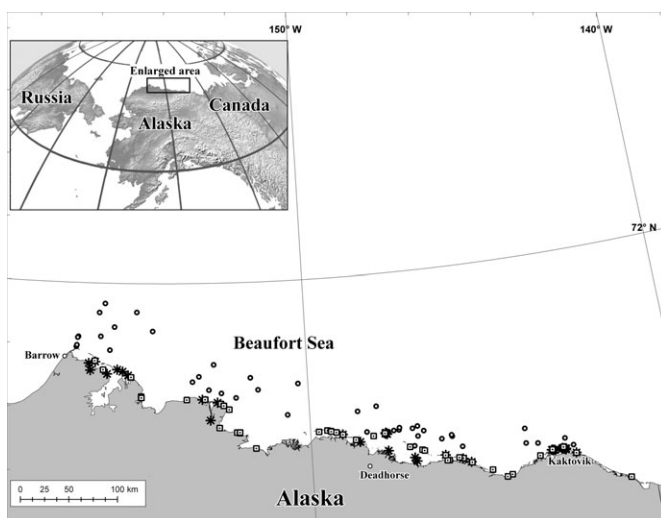 150° W
140° W
Enlarged area
Russia
Canada
Alaska
72° N
Beaufort Sea
Barrow
Kaktovik
Deadhorse
0 25 50 100 km
Alaska